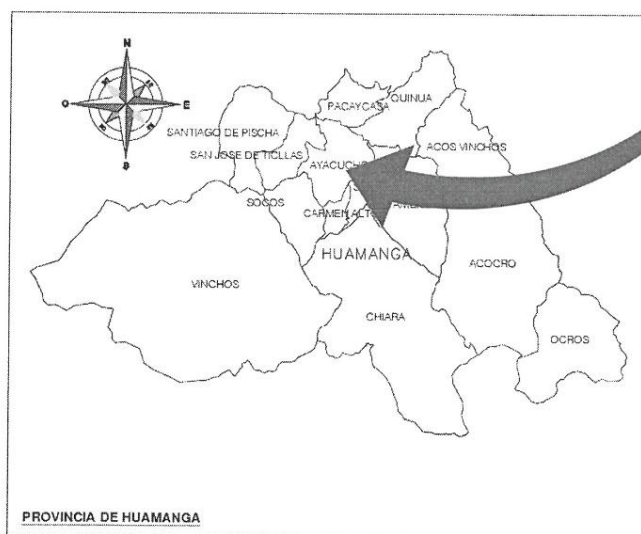 N
O
E
S
PACAYCASA
QUINUA
SANTIAGO DE PISCHA
ACOS VINCHOS
SAN JOSE DE TICLLAS
AYACUCHO
SOCOS
CARMEN ALTO
HUAMANGA
VINCHOS
ACOCRO
CHIARA
OCROS
PROVINCIA DE HUAMANGA